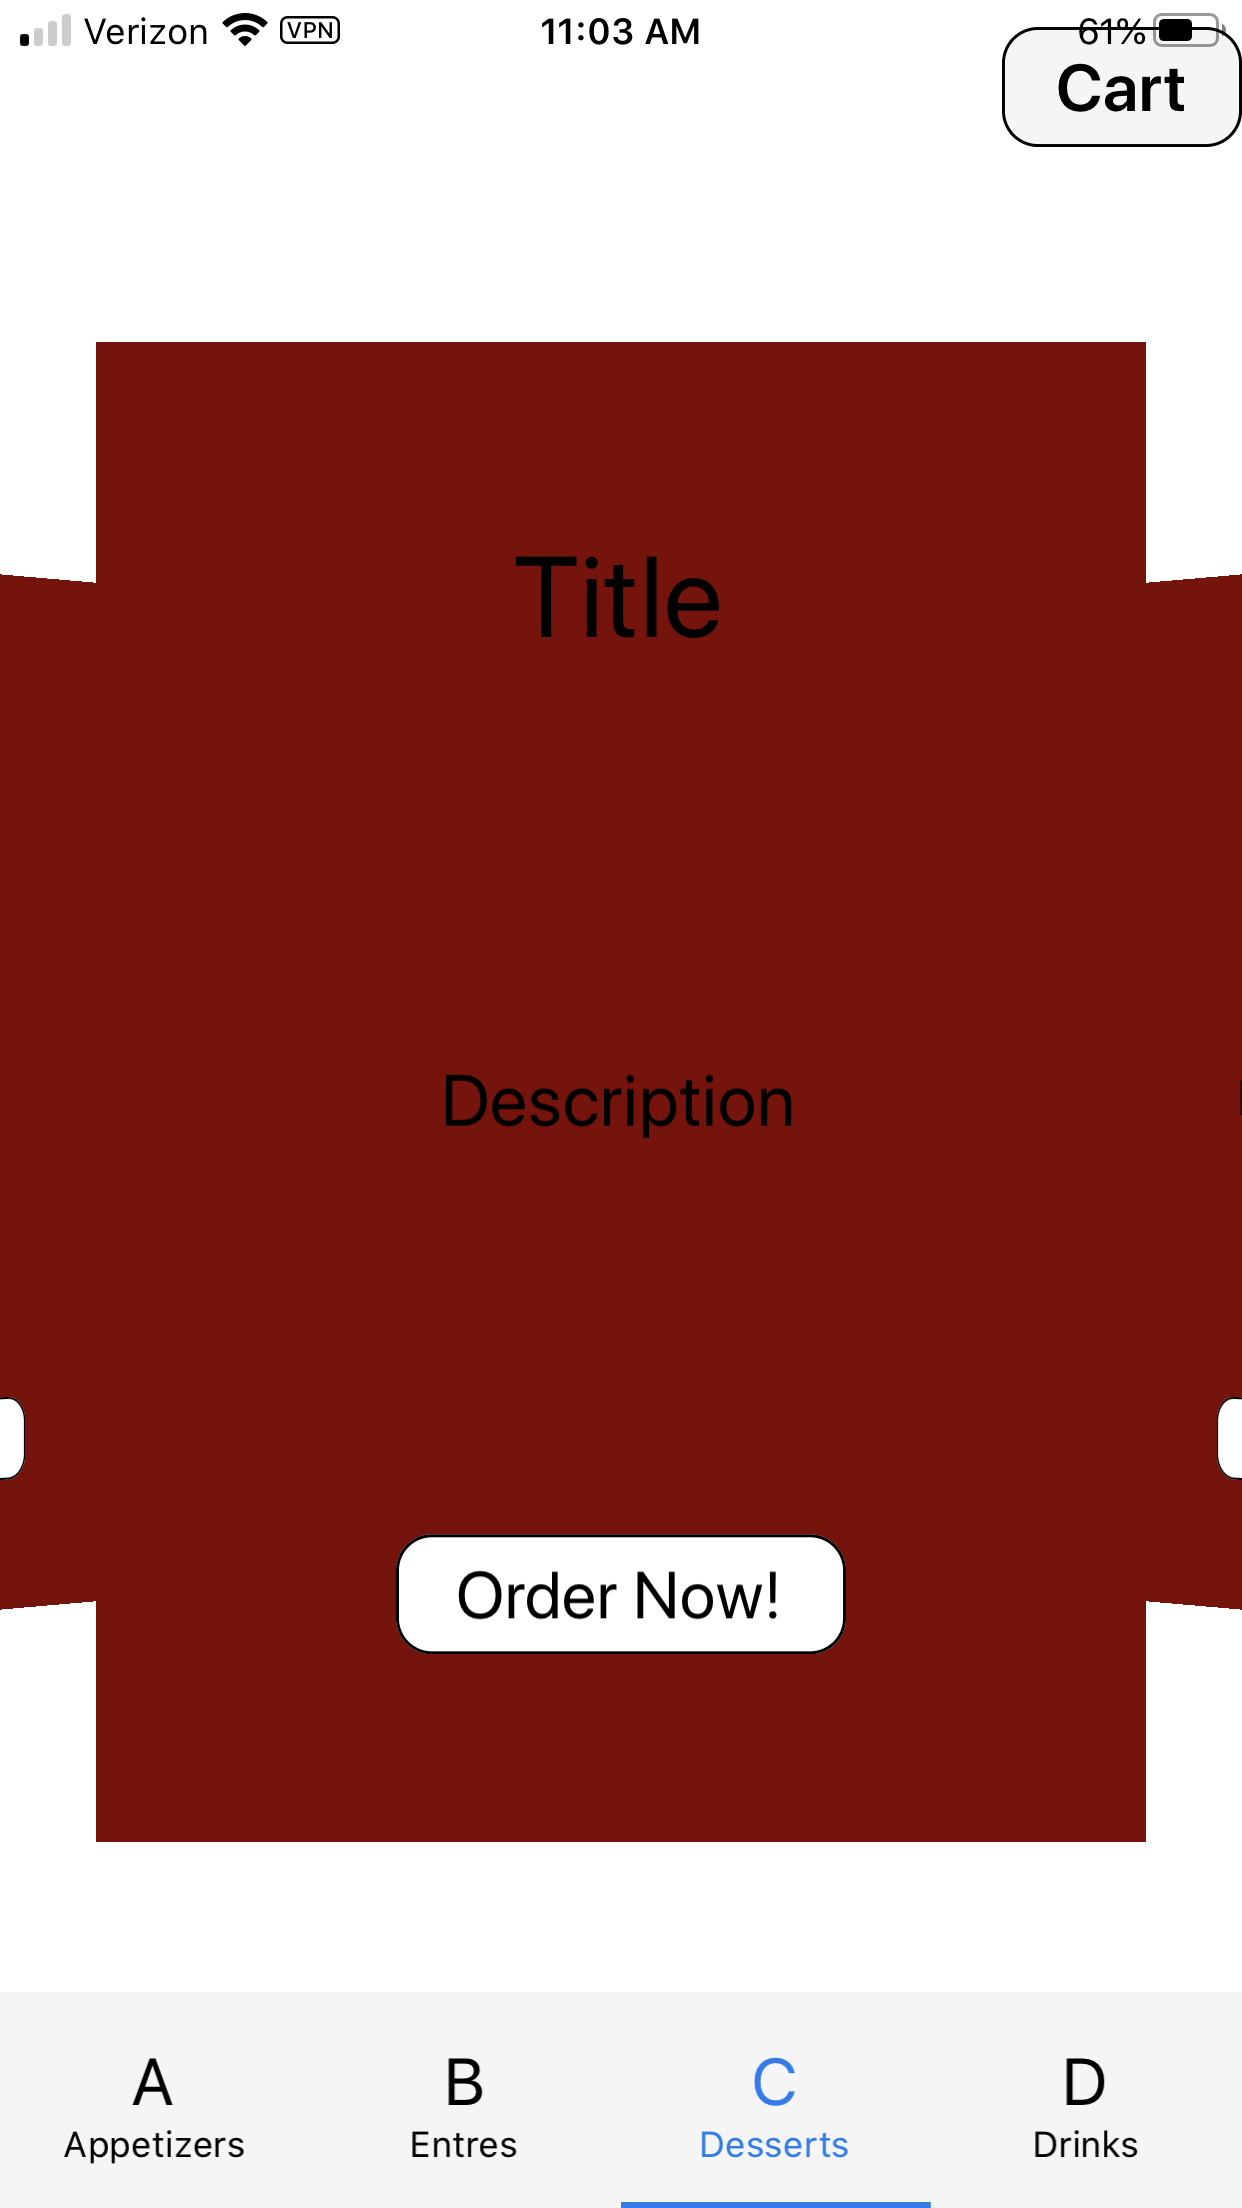 Verizon VPN 11:03 AM 61%
Cart
Title
Description
Order Now!
A B C D
Appetizers Entres Desserts Drinks